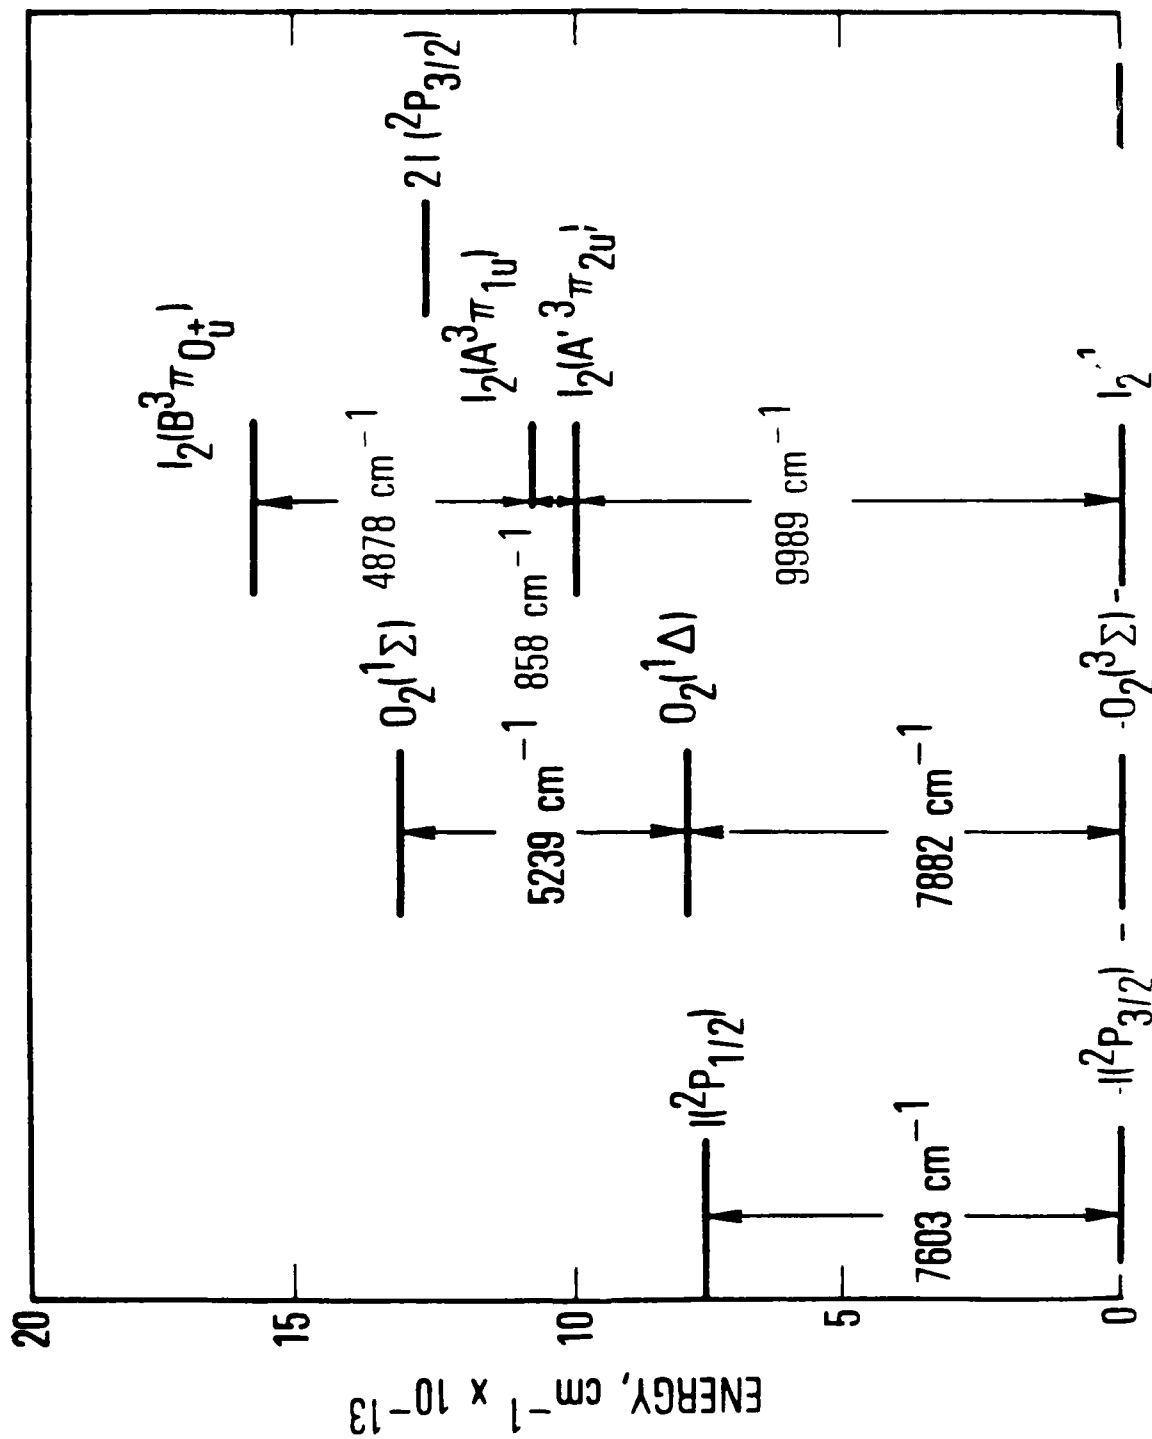 20
15
10
5
0
ENERGY, cm⁻¹ x 10⁻¹³
I₂(B³π0u⁺)
2I (²P₃/₂)
I₂(A³π₁u)
I₂(A'³π₂u)
O₂(¹Σ)
4878 cm⁻¹
858 cm⁻¹
5239 cm⁻¹
O₂(¹Δ)
9989 cm⁻¹
I(²P₁/₂)
7603 cm⁻¹
7882 cm⁻¹
I(²P₃/₂)
O₂(³Σ)
I₂